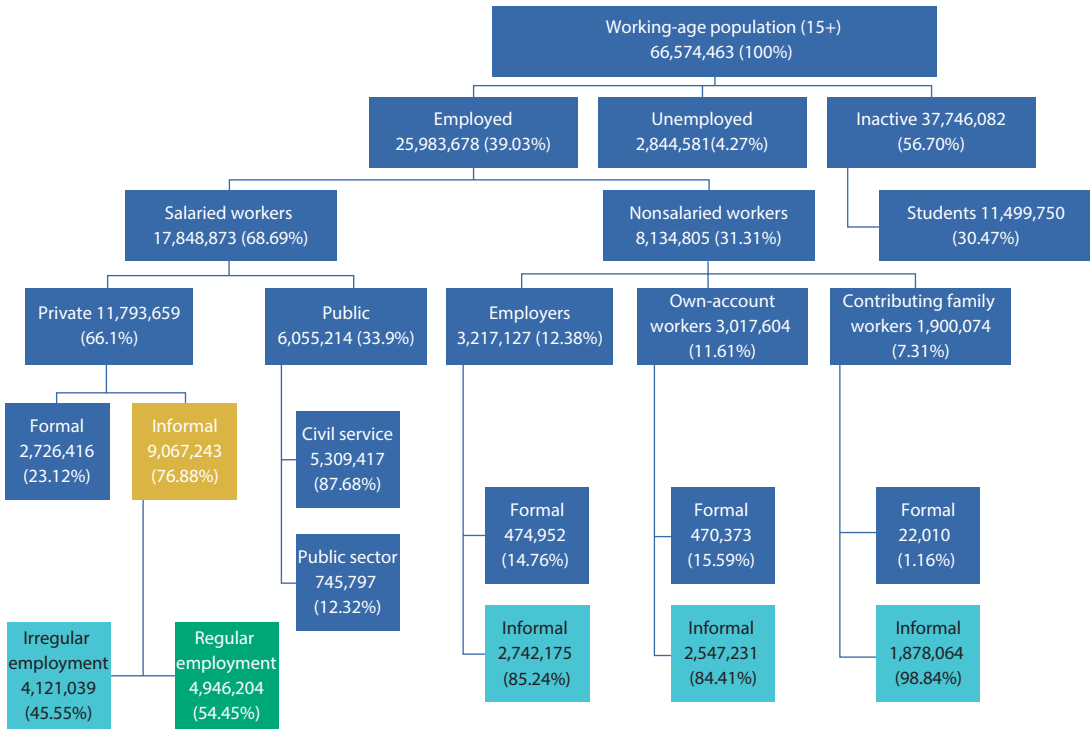 Working-age population (15+)
66,574,463 (100%)
Employed
25,983,678 (39.03%)
Unemployed
2,844,581(4.27%)
Inactive 37,746,082
(56.70%)
Salaried workers
17,848,873 (68.69%)
Nonsalaried workers
8,134,805 (31.31%)
Students 11,499,750
(30.47%)
Private 11,793,659
(66.1%)
Public
6,055,214 (33.9%)
Employers
3,217,127 (12.38%)
Own-account
workers 3,017,604
(11.61%)
Contributing family
workers 1,900,074
(7.31%)
Formal
2,726,416
(23.12%)
Informal
9,067,243
(76.88%)
Civil service
5,309,417
(87.68%)
Public sector
745,797
(12.32%)
Formal
474,952
(14.76%)
Formal
470,373
(15.59%)
Formal
22,010
(1.16%)
Irregular
employment
4,121,039
(45.55%)
Regular
employment
4,946,204
(54.45%)
Informal
2,742,175
(85.24%)
Informal
2,547,231
(84.41%)
Informal
1,878,064
(98.84%)